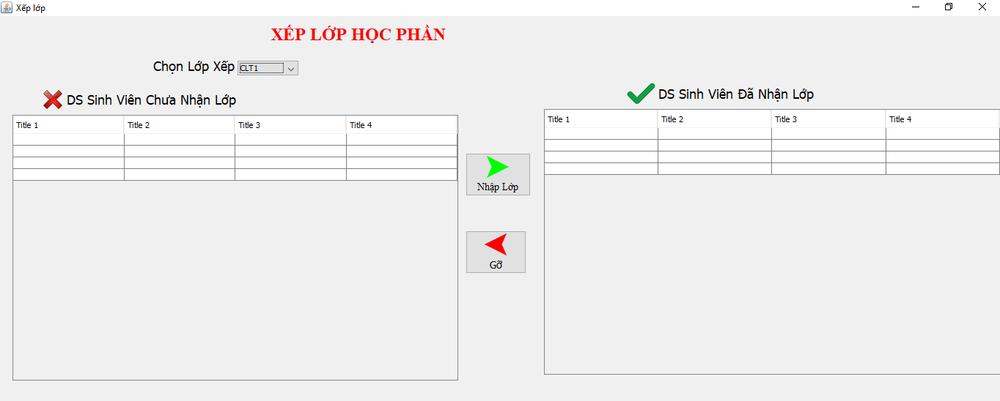 Xếp lớp
XẾP LỚP HỌC PHẦN
Chọn Lớp Xếp CLT1
DS Sinh Viên Chưa Nhận Lớp
Title 1 Title 2 Title 3 Title 4
Nhập Lớp
Gỡ
DS Sinh Viên Đã Nhận Lớp
Title 1 Title 2 Title 3 Title 4